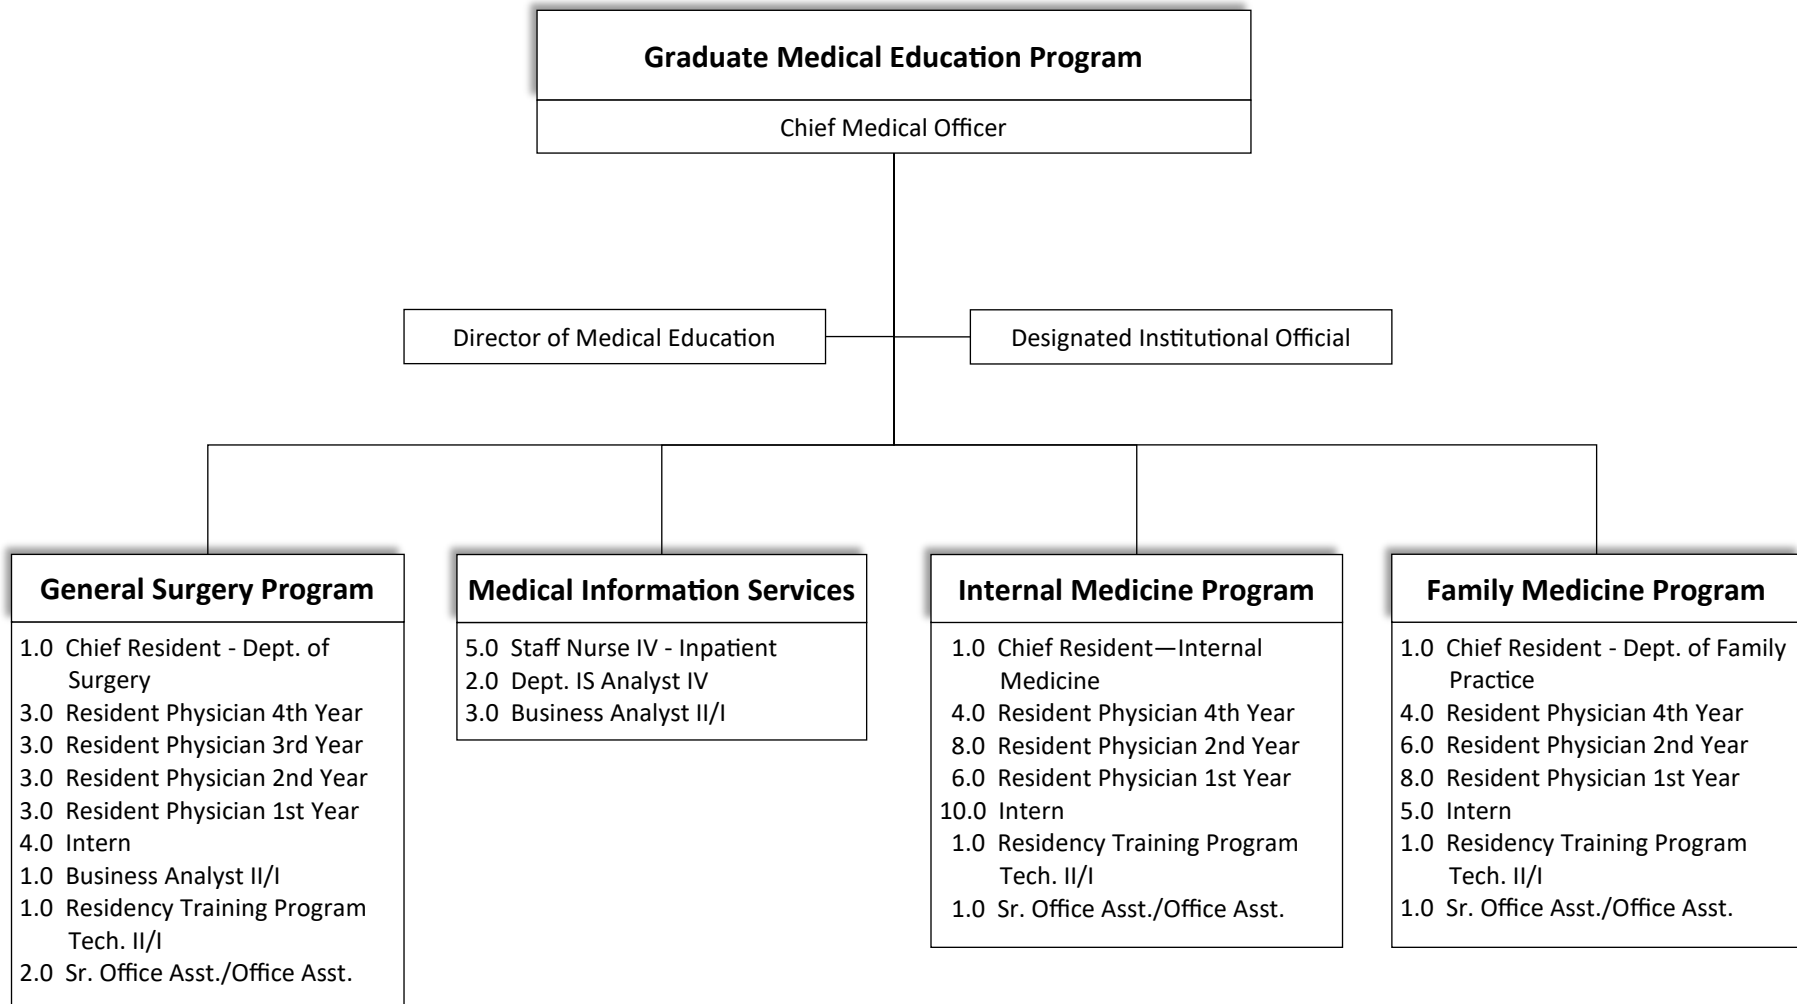 Graduate Medical Education Program
Chief Medical Officer
Director of Medical Education
Designated Institutional Official
General Surgery Program
1.0 Chief Resident - Dept. of
Surgery
3.0 Resident Physician 4th Year
3.0 Resident Physician 3rd Year
3.0 Resident Physician 2nd Year
3.0 Resident Physician 1st Year
4.0 Intern
1.0 Business Analyst II/I
1.0 Residency Training Program
Tech. II/I
2.0 Sr. Office Asst./Office Asst.
Medical Information Services
5.0 Staff Nurse IV - Inpatient
2.0 Dept. IS Analyst IV
3.0 Business Analyst II/I
Internal Medicine Program
1.0 Chief Resident—Internal
Medicine
4.0 Resident Physician 4th Year
8.0 Resident Physician 2nd Year
6.0 Resident Physician 1st Year
10.0 Intern
1.0 Residency Training Program
Tech. II/I
1.0 Sr. Office Asst./Office Asst.
Family Medicine Program
1.0 Chief Resident - Dept. of Family
Practice
4.0 Resident Physician 4th Year
6.0 Resident Physician 2nd Year
8.0 Resident Physician 1st Year
5.0 Intern
1.0 Residency Training Program
Tech. II/I
1.0 Sr. Office Asst./Office Asst.